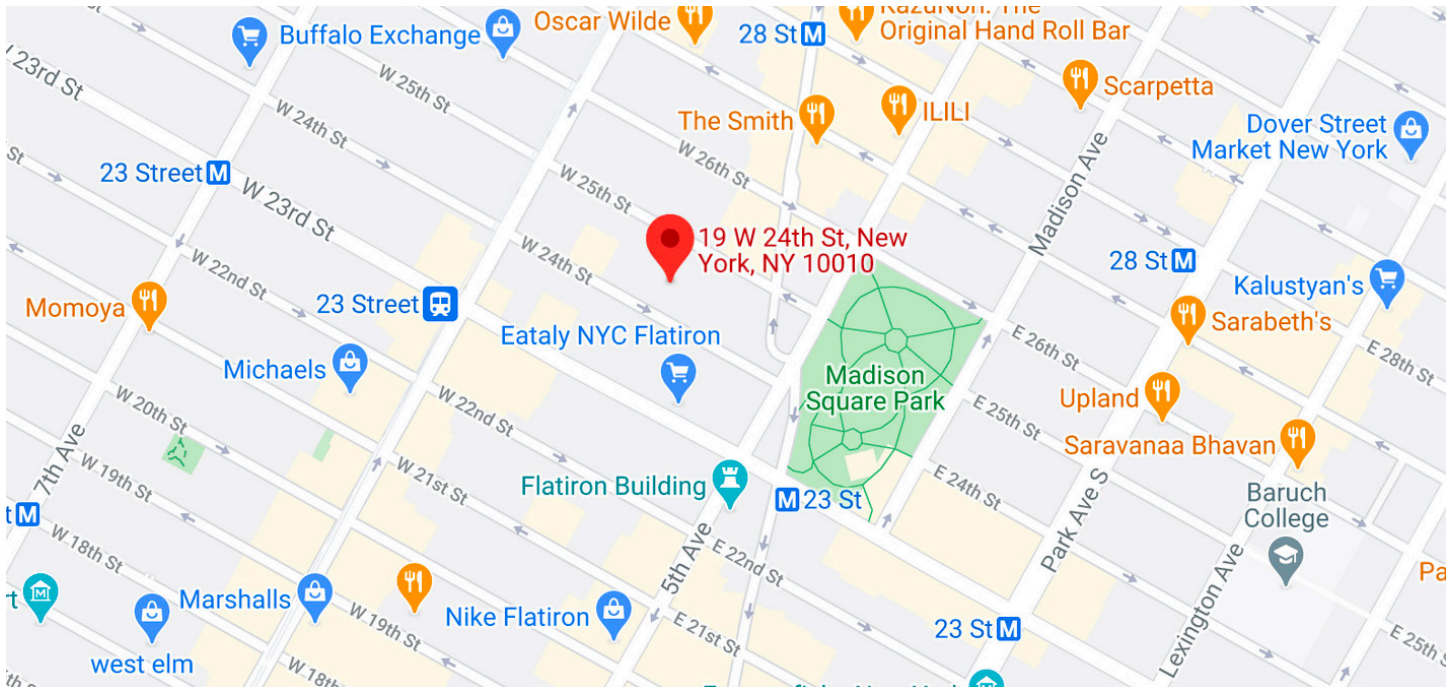 Oscar Wilde
KazuNori: The
Original Hand Roll Bar
28 St M
Buffalo Exchange
W 25th St
Scarpetta
23rd St
W 24th St
The Smith
ILILI
Dover Street
Market New York
St
W 26th St
23 Street M
W 23rd St
W 25th St
Madison Ave
19 W 24th St, New
York, NY 10010
W 22nd St
W 24th St
28 St M
Kalustyan's
Momoya
23 Street
Sarabeth's
Eataly NYC Flatiron
E 26th St
E 28th St
Michaels
Madison
Square Park
Upland
W 20th St
W 22nd St
E 25th St
Saravanaa Bhavan
7th Ave
W 19th St
W 21st St
Flatiron Building
M 23 St
E 24th St
Baruch
College
t M
W 18th St
5th Ave
E 22nd St
Park Ave S
Lexington Ave
Pa
rt
Marshalls
Nike Flatiron
W 19th St
E 21st St
23 St M
E 25th S
west elm
W 18th